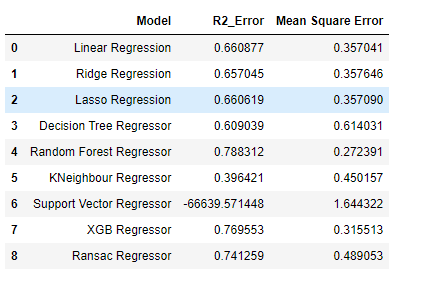 Model R2_Error Mean Square Error
0 Linear Regression 0.660877 0.357041
1 Ridge Regression 0.657045 0.357646
2 Lasso Regression 0.660619 0.357090
3 Decision Tree Regressor 0.609039 0.614031
4 Random Forest Regressor 0.788312 0.272391
5 KNeighbour Regressor 0.396421 0.450157
6 Support Vector Regressor -66639.571448 1.644322
7 XGB Regressor 0.769553 0.315513
8 Ransac Regressor 0.741259 0.489053